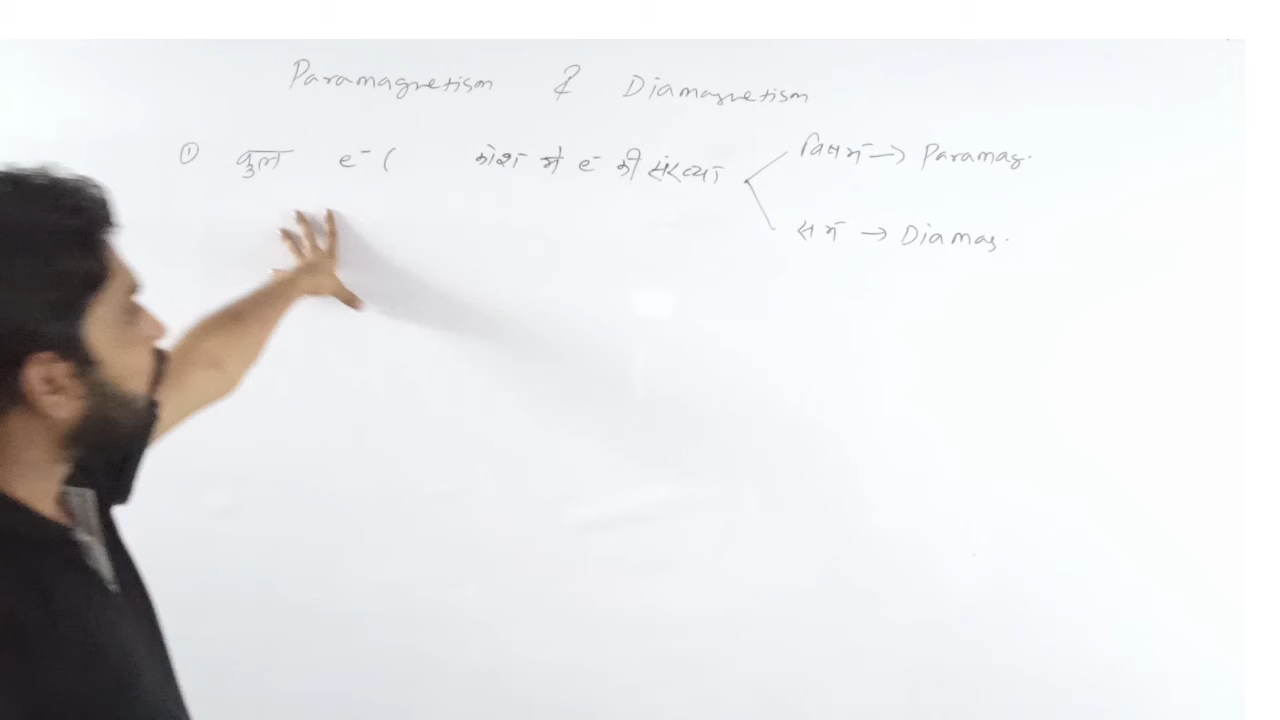 Paramagnetism & Diamagnetism
① कुल e⁻ ( कोश में e⁻ की संख्या विषम → Paramag.
सम → Diamag.